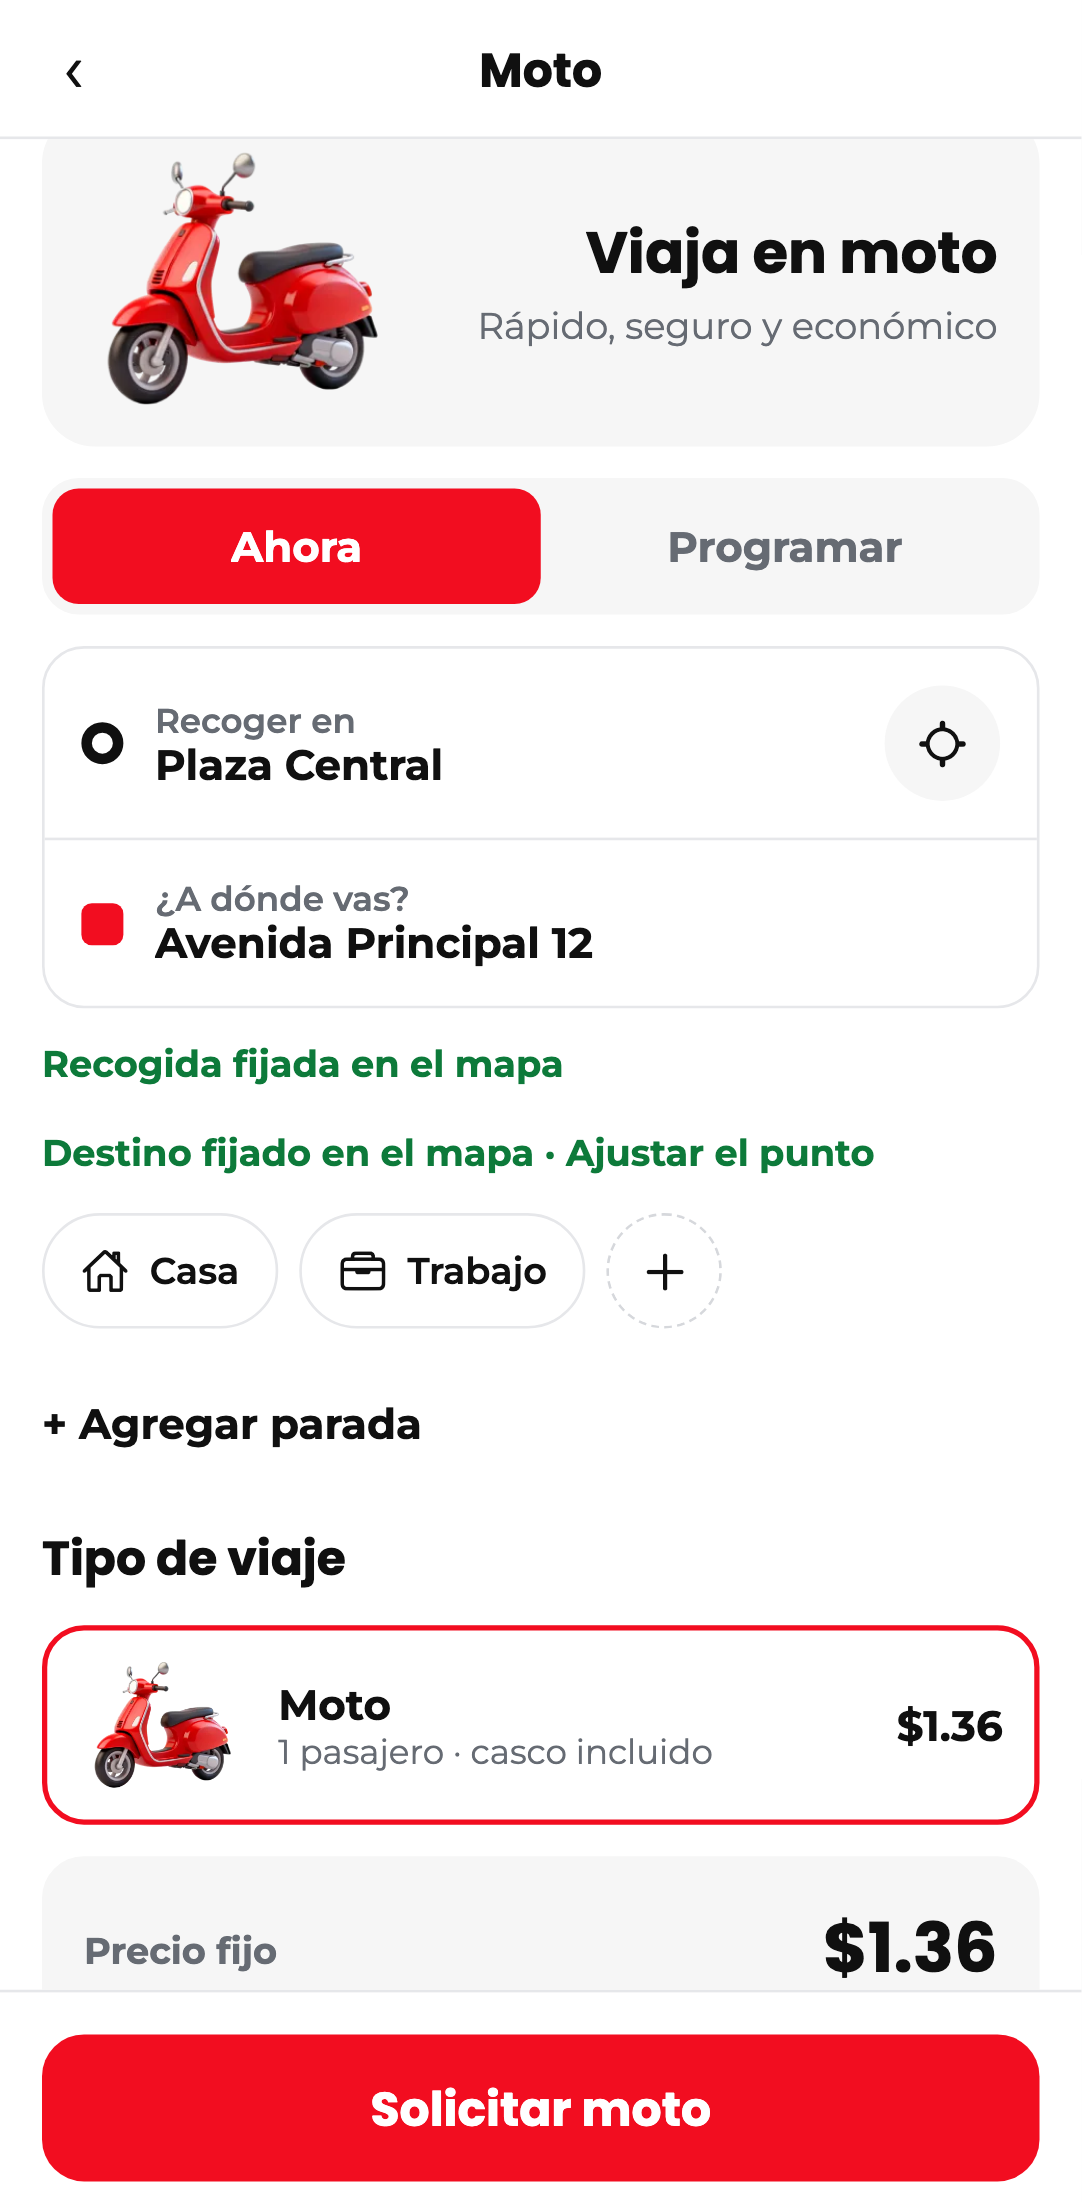 Moto
Viaja en moto
Rápido, seguro y económico
Ahora
Programar
Recoger en
Plaza Central
¿A dónde vas?
Avenida Principal 12
Recogida fijada en el mapa
Destino fijado en el mapa · Ajustar el punto
Casa
Trabajo
+ Agregar parada
Tipo de viaje
Moto
1 pasajero · casco incluido
$1.36
Precio fijo
$1.36
Solicitar moto